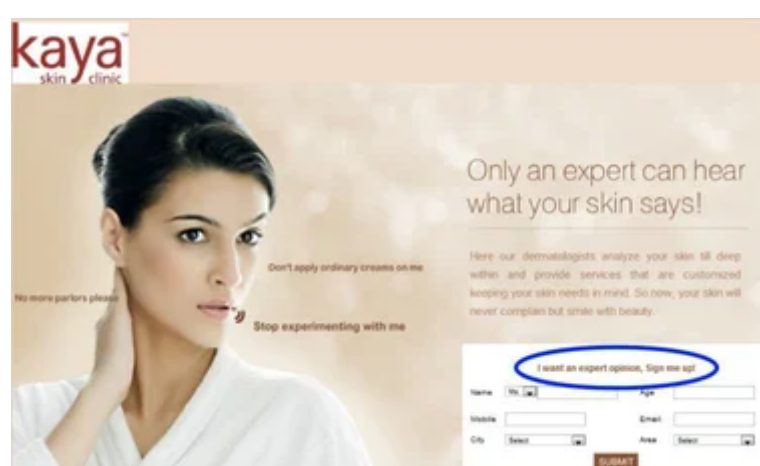 kaya
skin clinic
Only an expert can hear
what your skin says!
Here our dermatologists analyze your skin till deep
within and provide services that are customized
keeping your skin needs in mind. So now, your skin will
never complain but smile with beauty.
Don't apply ordinary creams on me
No more parlors please
Stop experimenting with me
I want an expert opinion, Sign me up!
Name Ms. Age
Mobile Email
City Select Area Select
SUBMIT